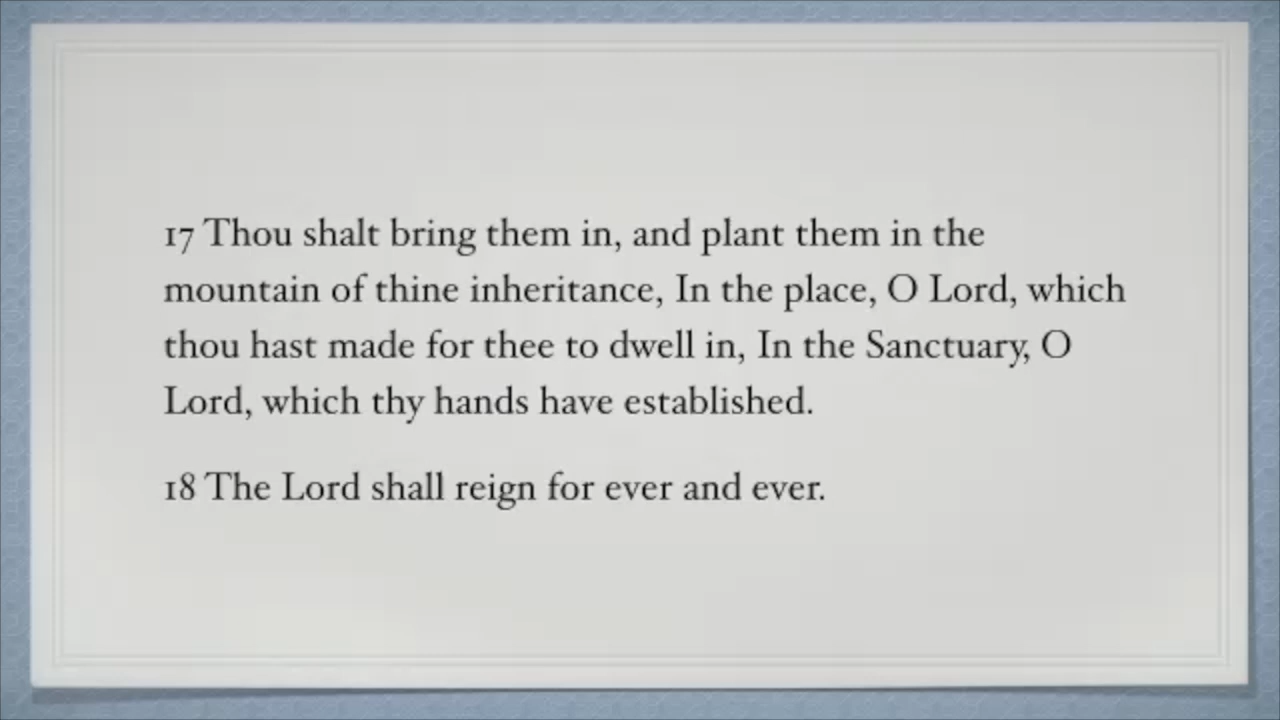 17 Thou shalt bring them in, and plant them in the
mountain of thine inheritance, In the place, O Lord, which
thou hast made for thee to dwell in, In the Sanctuary, O
Lord, which thy hands have established.
18 The Lord shall reign for ever and ever.